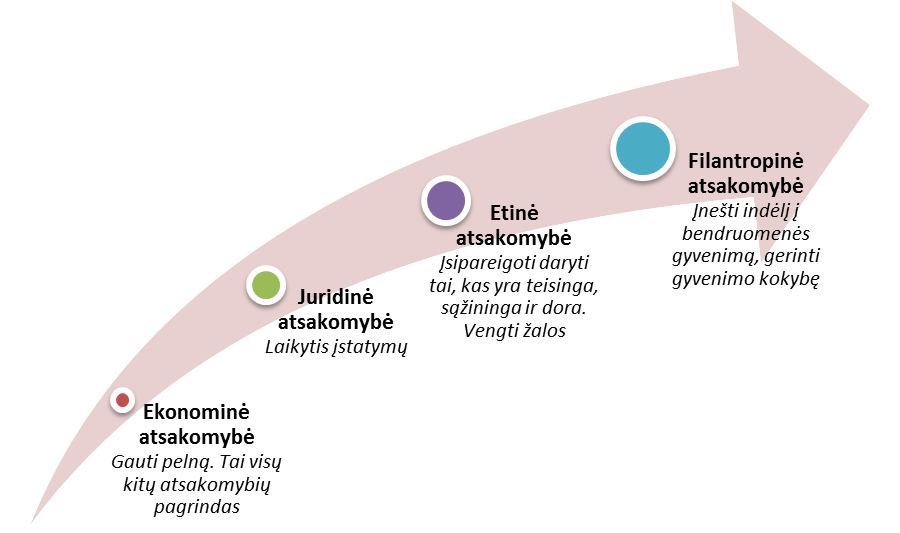 Ekonominė
atsakomybė
Gauti pelną. Tai visų
kitų atsakomybių
pagrindas
Juridinė
atsakomybė
Laikytis įstatymų
Etinė
atsakomybė
Įsipareigoti daryti
tai, kas yra teisinga,
sąžininga ir dora.
Vengti žalos
Filantropinė
atsakomybė
Įnešti indėlį į
bendruomenės
gyvenimą, gerinti
gyvenimo kokybę